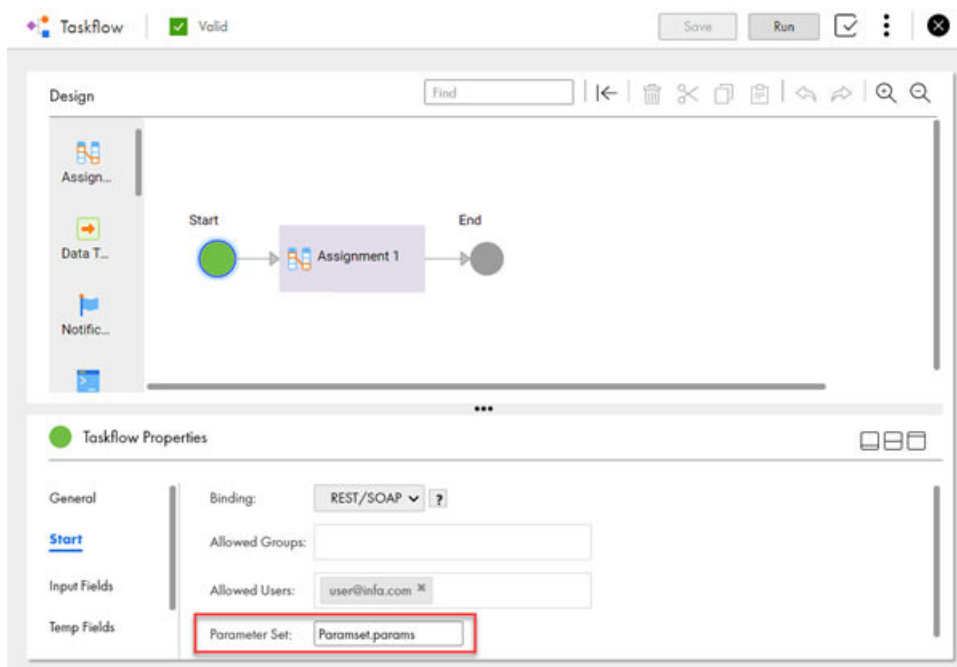 Taskflow
Valid
Save
Run
Design
Find
Assign...
Data T...
Notific...
Start
Assignment 1
End
Taskflow Properties
General
Start
Input Fields
Temp Fields
Binding: REST/SOAP ?
Allowed Groups:
Allowed Users: user@infa.com
Parameter Set: Paramset.params